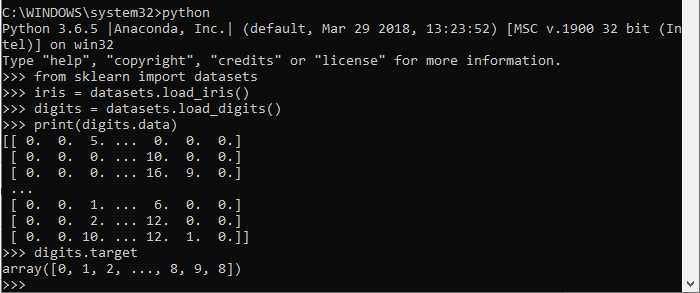 C:\WINDOWS\system32>python
Python 3.6.5 |Anaconda, Inc.| (default, Mar 29 2018, 13:23:52) [MSC v.1900 32 bit (In
tel)] on win32
Type "help", "copyright", "credits" or "license" for more information.
>>> from sklearn import datasets
>>> iris = datasets.load_iris()
>>> digits = datasets.load_digits()
>>> print(digits.data)
[[ 0.  0.  5. ...  0.  0.  0.]
 [ 0.  0.  0. ... 10.  0.  0.]
 [ 0.  0.  0. ... 16.  9.  0.]
 ...
 [ 0.  0.  1. ...  6.  0.  0.]
 [ 0.  0.  2. ... 12.  0.  0.]
 [ 0.  0. 10. ... 12.  1.  0.]]
>>> digits.target
array([0, 1, 2, ..., 8, 9, 8])
>>>